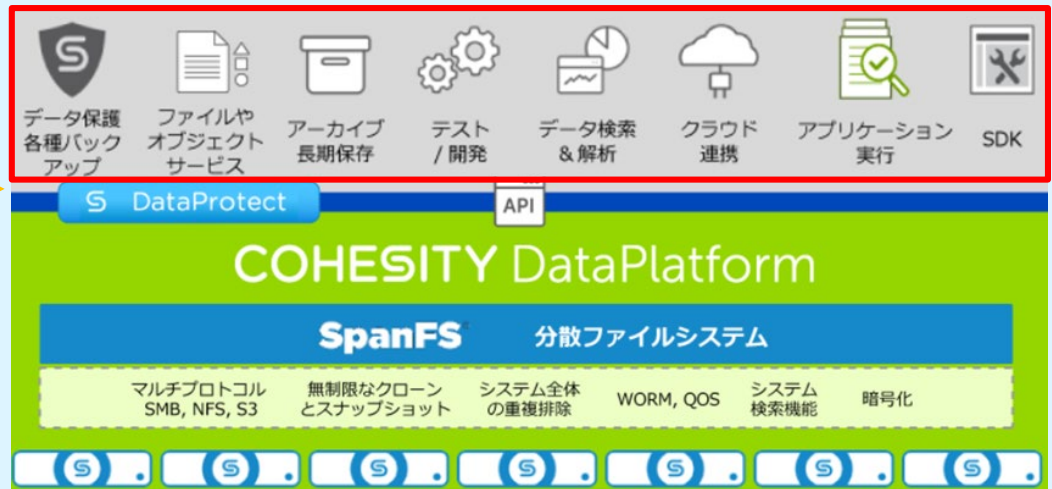 データ保護
各種バック
アップ
ファイルや
オブジェクト
サービス
アーカイブ
長期保存
テスト
/ 開発
データ検索
& 解析
クラウド
連携
アプリケーション
実行
SDK
DataProtect
API
COHESITY DataPlatform
SpanFS 分散ファイルシステム
マルチプロトコル
SMB, NFS, S3
無制限なクローン
とスナップショット
システム全体
の重複排除
WORM, QOS
システム
検索機能
暗号化